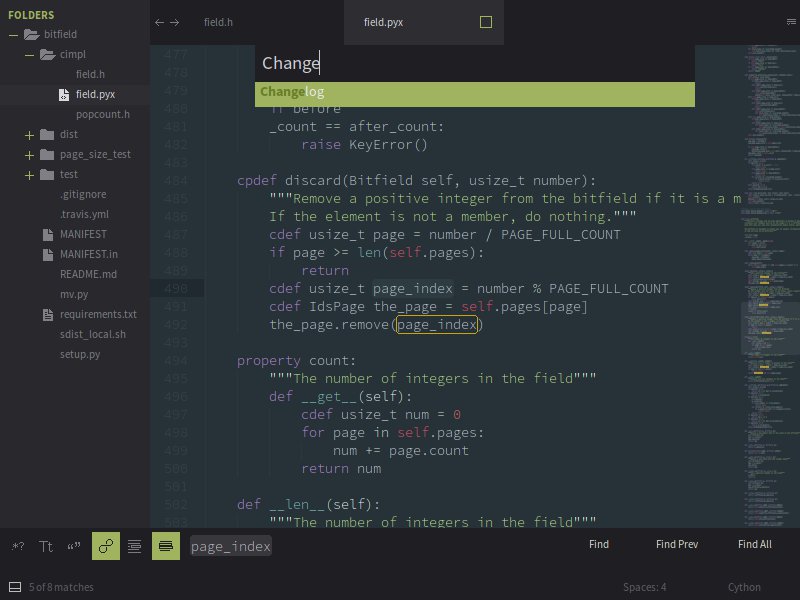 FOLDERS
bitfield
cimpl
field.h
field.pyx
popcount.h
dist
page_size_test
test
.gitignore
.travis.yml
MANIFEST
MANIFEST.in
README.md
mv.py
requirements.txt
sdist_local.sh
setup.py
field.h
field.pyx
Change
Changelog
477
478
480 if before
481 _count == after_count:
482 raise KeyError()
483
484 cpdef discard(Bitfield self, usize_t number):
485 """Remove a positive integer from the bitfield if it is a m
486 If the element is not a member, do nothing."""
487 cdef usize_t page = number / PAGE_FULL_COUNT
488 if page >= len(self.pages):
489 return
490 cdef usize_t page_index = number % PAGE_FULL_COUNT
491 cdef IdsPage the_page = self.pages[page]
492 the_page.remove(page_index)
493
494 property count:
495 """The number of integers in the field"""
496 def __get__(self):
497 cdef usize_t num = 0
498 for page in self.pages:
499 num += page.count
500 return num
501
502 def __len__(self):
503 """The number of integers in the field"""
.*? Tt “” page_index Find Find Prev Find All
5 of 8 matches Spaces: 4 Cython